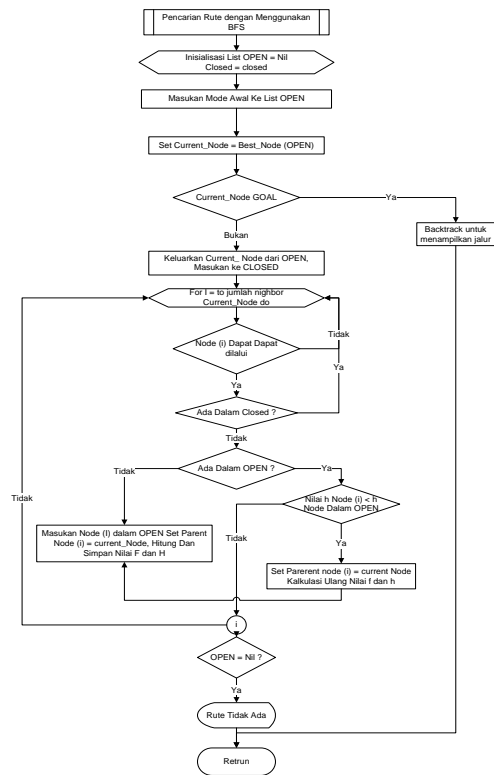 Pencarian Rute dengan Menggunakan
BFS
Inisialisasi List OPEN = Nil
Closed = closed
Masukan Mode Awal Ke List OPEN
Set Current_Node = Best_Node (OPEN)
Current_Node GOAL
Ya
Bukan
Backtrack untuk
menampilkan jalur
Keluarkan Current_ Node dari OPEN,
Masukan ke CLOSED
For I = to jumlah nighbor
Current_Node do
Tidak
Node (i) Dapat Dapat
dilalui
Ya
Ya
Ada Dalam Closed ?
Tidak
Ada Dalam OPEN ?
Tidak
Ya
Tidak
Nilai h Node (i) < h
Node Dalam OPEN
Masukan Node (I) dalam OPEN Set Parent
Node (i) = current_Node, Hitung Dan
Simpan Nilai F dan H
Tidak
Ya
Set Parerent node (i) = current Node
Kalkulasi Ulang Nilai f dan h
i
OPEN = Nil ?
Ya
Rute Tidak Ada
Retrun